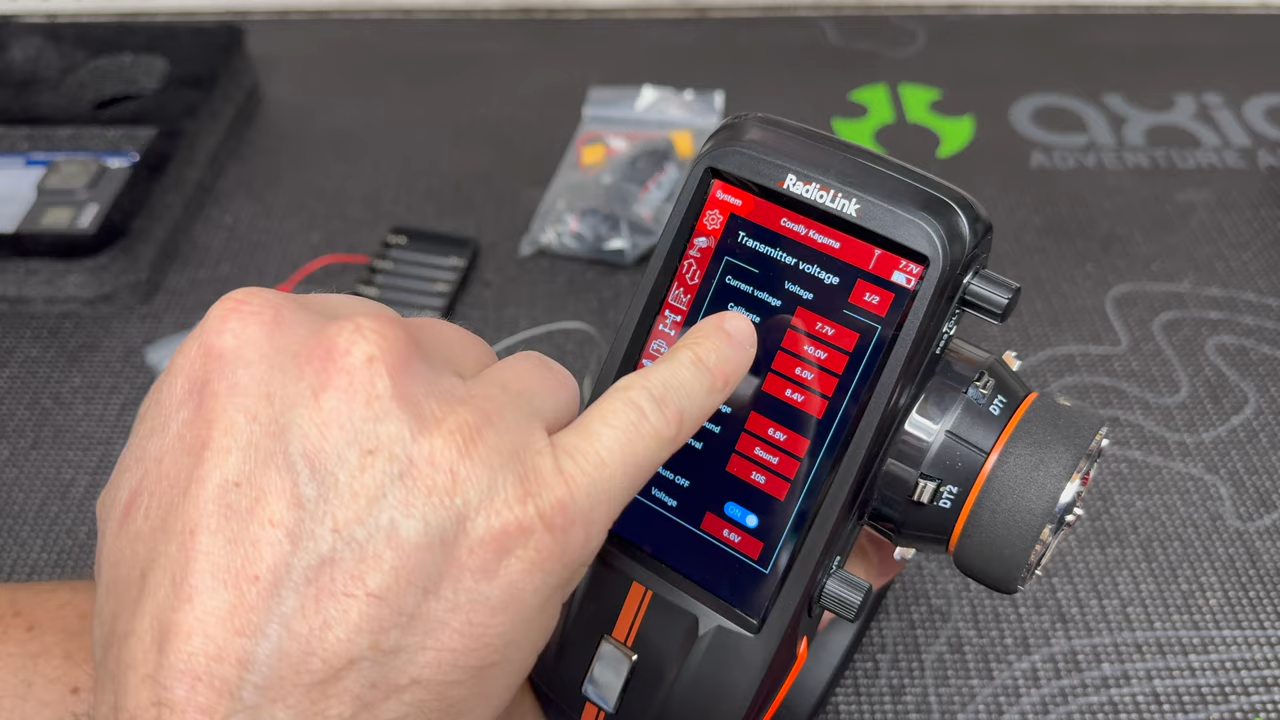 RadioLink
System
Corally Kagama
7.7V
Transmitter voltage
1/2
Voltage
Current voltage
7.7V
Calibrate
+0.0V
6.0V
8.4V
6.8V
Sound
10S
Auto OFF
ON
Voltage
6.6V
DT1
DT2
ADVENTURE